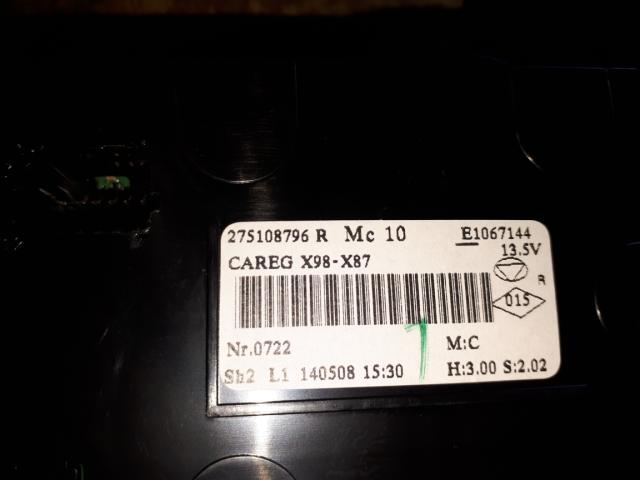 275108796 R Mc 10 E1067144
13.5V
CAREG X98-X87
R
015
Nr.0722 M:C
Sb2 L1 140508 15:30 H:3.00 S:2.02